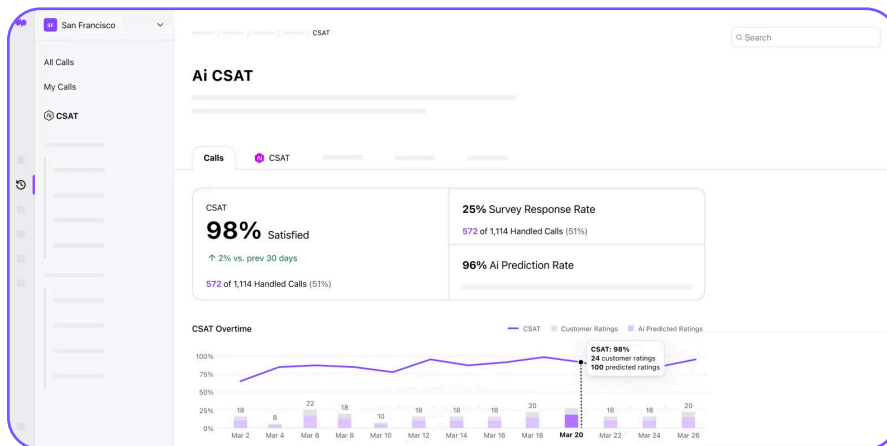 SF San Francisco
All Calls
My Calls
Ai CSAT
/ / / / CSAT
Search
Ai CSAT
Calls
Ai CSAT
CSAT
98% Satisfied
↑ 2% vs. prev 30 days
572 of 1,114 Handled Calls (51%)
25% Survey Response Rate
572 of 1,114 Handled Calls (51%)
96% Ai Prediction Rate
CSAT Overtime
CSAT Customer Ratings Ai Predicted Ratings
CSAT: 98%
24 customer ratings
100 predicted ratings
100%
75%
50%
25%
0%
18 8 22 18 10 18 18 18 20 18 18 20
Mar 2 Mar 4 Mar 6 Mar 8 Mar 10 Mar 12 Mar 14 Mar 16 Mar 18 Mar 20 Mar 22 Mar 24 Mar 26